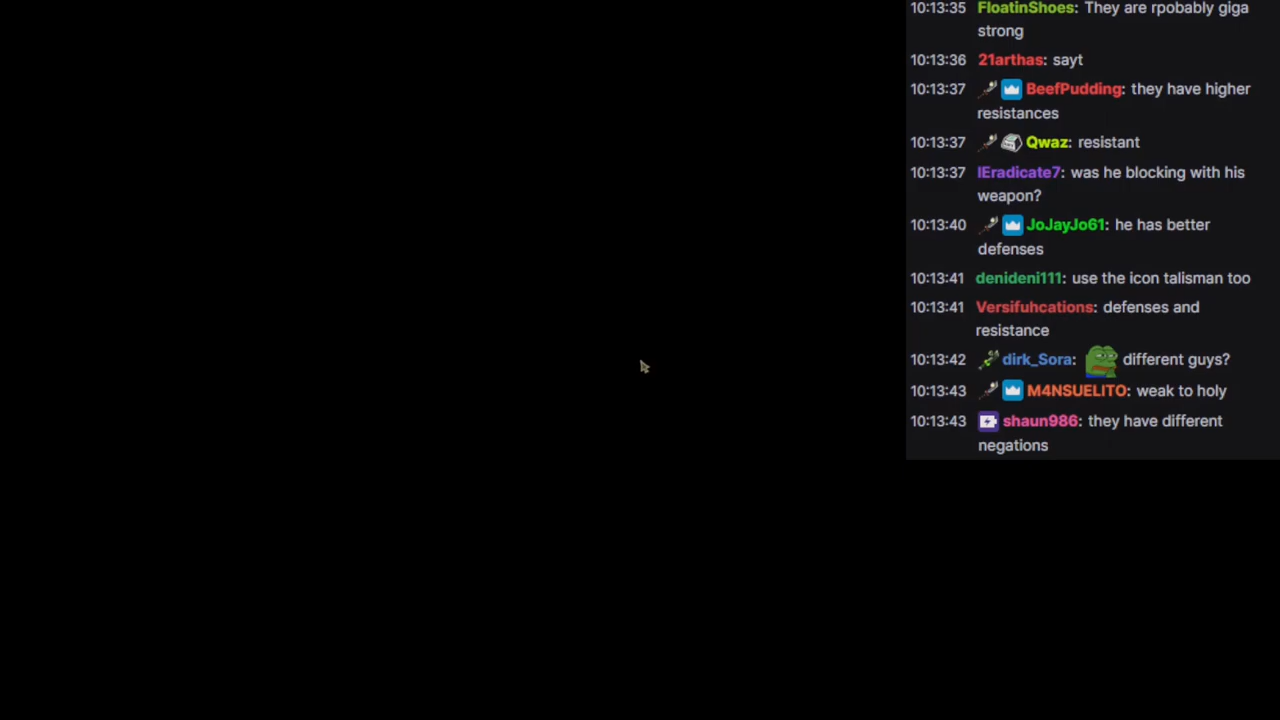 10:13:35 FloatinShoes: They are rpobably giga
strong
10:13:36 21arthas: sayt
10:13:37 BeefPudding: they have higher
resistances
10:13:37 Qwaz: resistant
10:13:37 IEradicate7: was he blocking with his
weapon?
10:13:40 JoJayJo61: he has better
defenses
10:13:41 denideni111: use the icon talisman too
10:13:41 Versifuhcations: defenses and
resistance
10:13:42 dirk_Sora: different guys?
10:13:43 M4NSUELITO: weak to holy
10:13:43 shaun986: they have different
negations